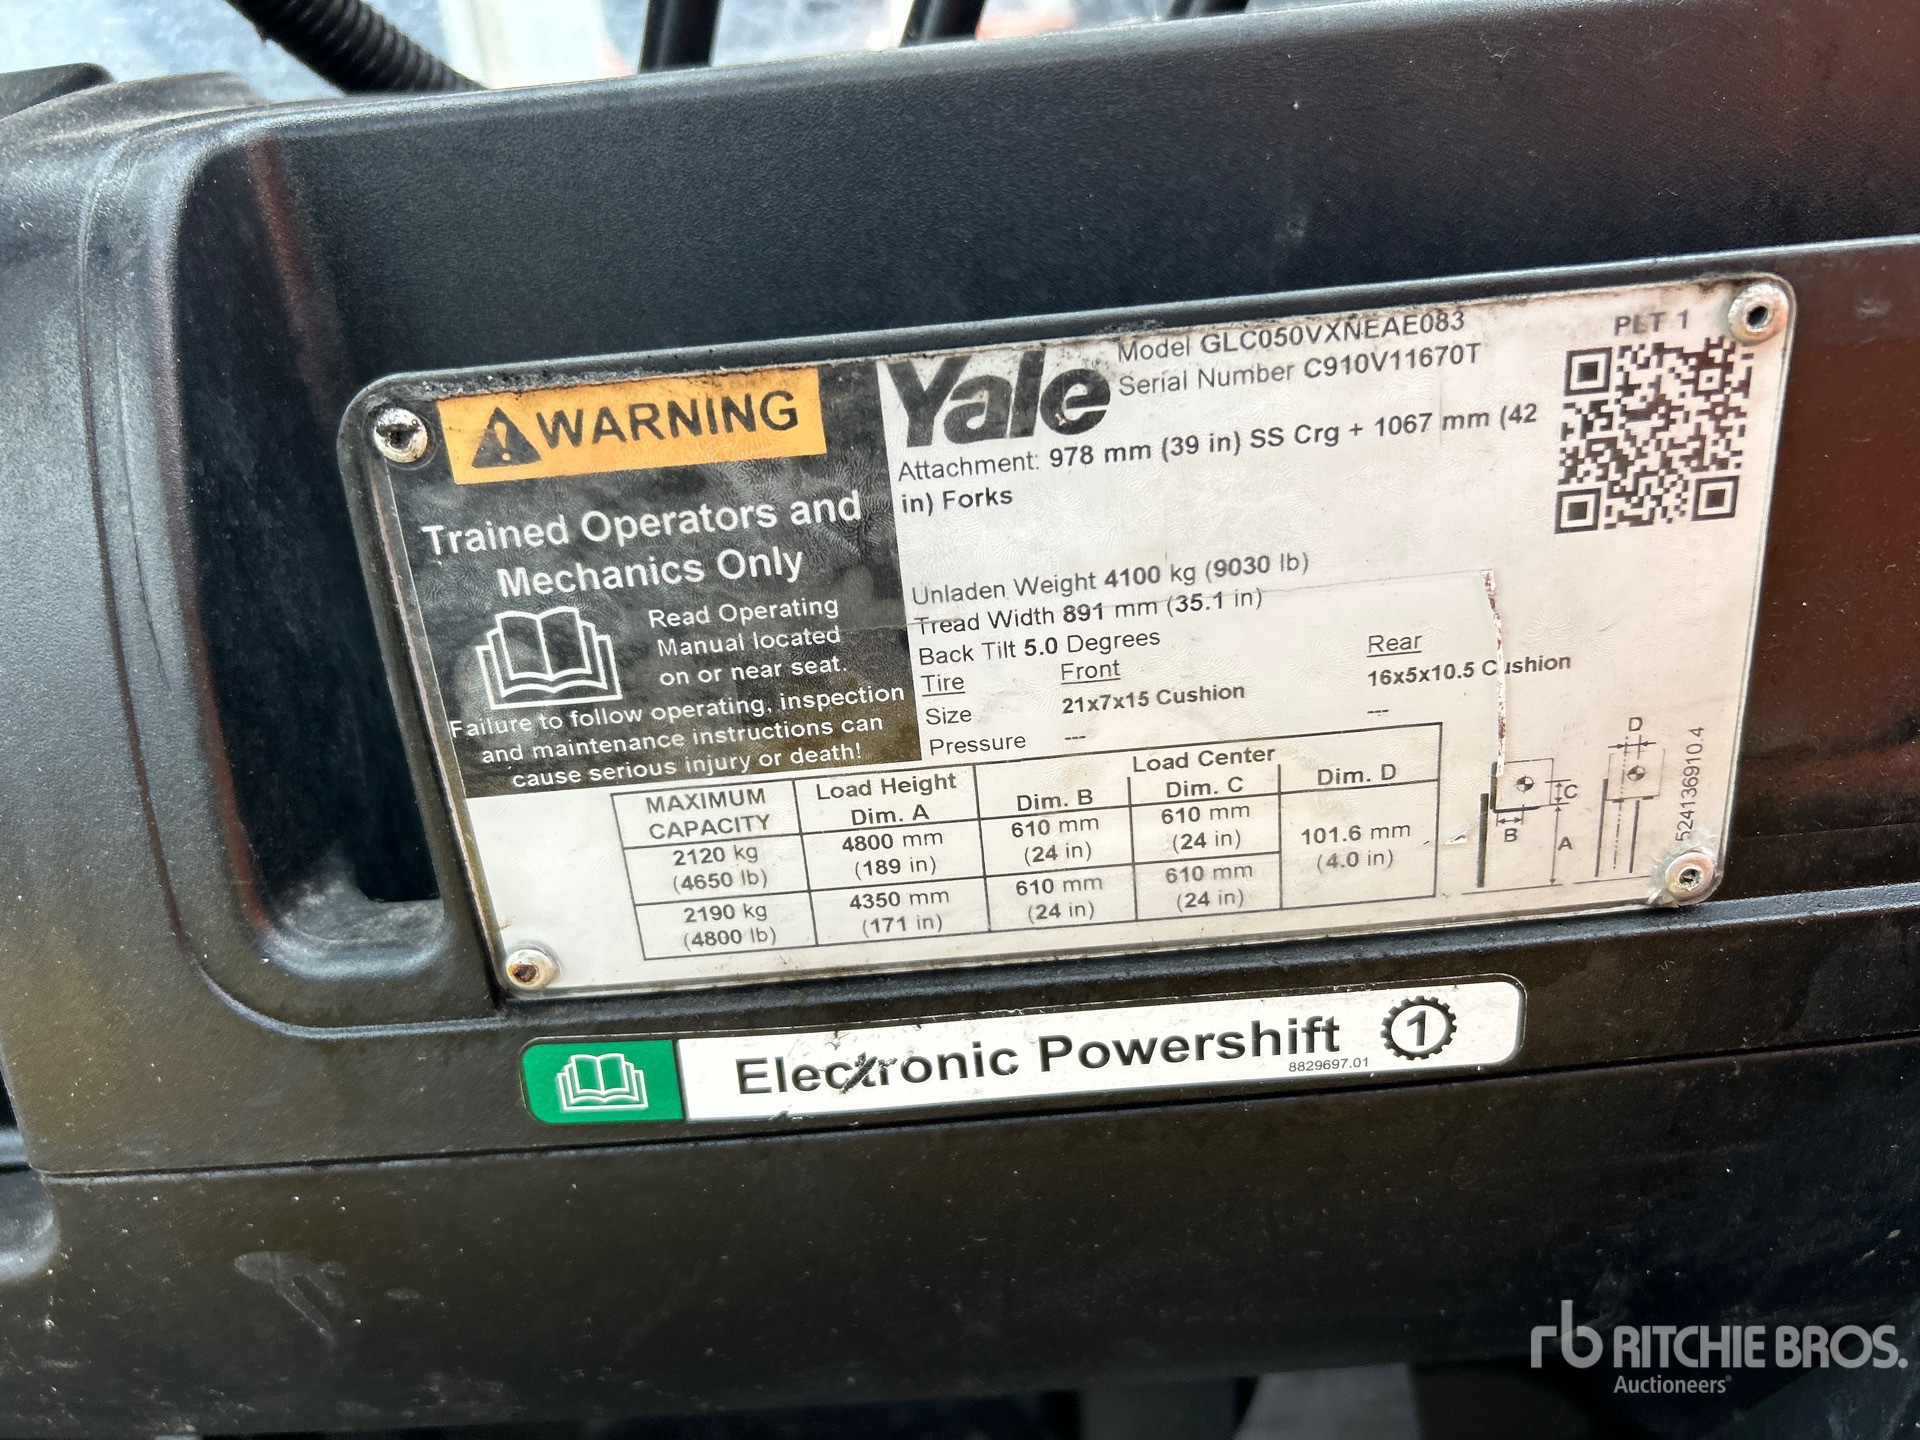 WARNING
Trained Operators and
Mechanics Only
Read Operating
Manual located
on or near seat.
Failure to follow operating, inspection
and maintenance instructions can
cause serious injury or death!
Yale
Model GLC050VXNEAE083
Serial Number C910V11670T
PLT 1
Attachment: 978 mm (39 in) SS Crg + 1067 mm (42
in) Forks
Unladen Weight 4100 kg (9030 lb)
Tread Width 891 mm (35.1 in)
Back Tilt 5.0 Degrees
Tire Front Rear
Size 21x7x15 Cushion 16x5x10.5 Cushion
Pressure --- ---
MAXIMUM CAPACITY Load Height Dim. A Load Center Dim. B Dim. C Dim. D
2120 kg (4650 lb) 4800 mm (189 in) 610 mm (24 in) 610 mm (24 in) 101.6 mm (4.0 in)
2190 kg (4800 lb) 4350 mm (171 in) 610 mm (24 in) 610 mm (24 in)
D
C
B
A
524136910.4
Electronic Powershift 1
8829697.01
rb RITCHIE BROS.
Auctioneers